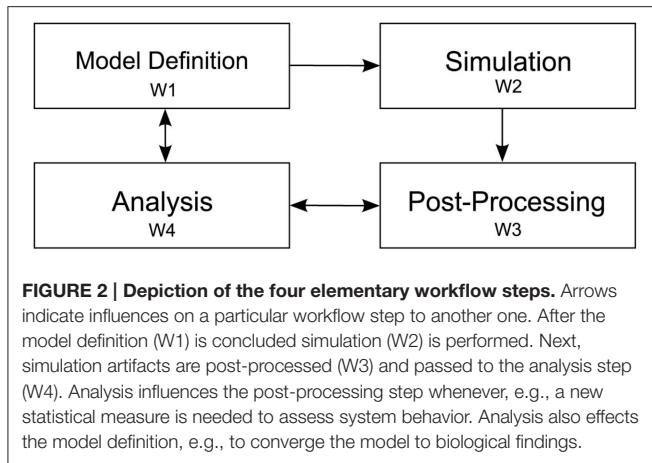 Model Definition
W1
Simulation
W2
Analysis
W4
Post-Processing
W3
FIGURE 2 | Depiction of the four elementary workflow steps. Arrows
indicate influences on a particular workflow step to another one. After the
model definition (W1) is concluded simulation (W2) is performed. Next,
simulation artifacts are post-processed (W3) and passed to the analysis step
(W4). Analysis influences the post-processing step whenever, e.g., a new
statistical measure is needed to assess system behavior. Analysis also effects
the model definition, e.g., to converge the model to biological findings.